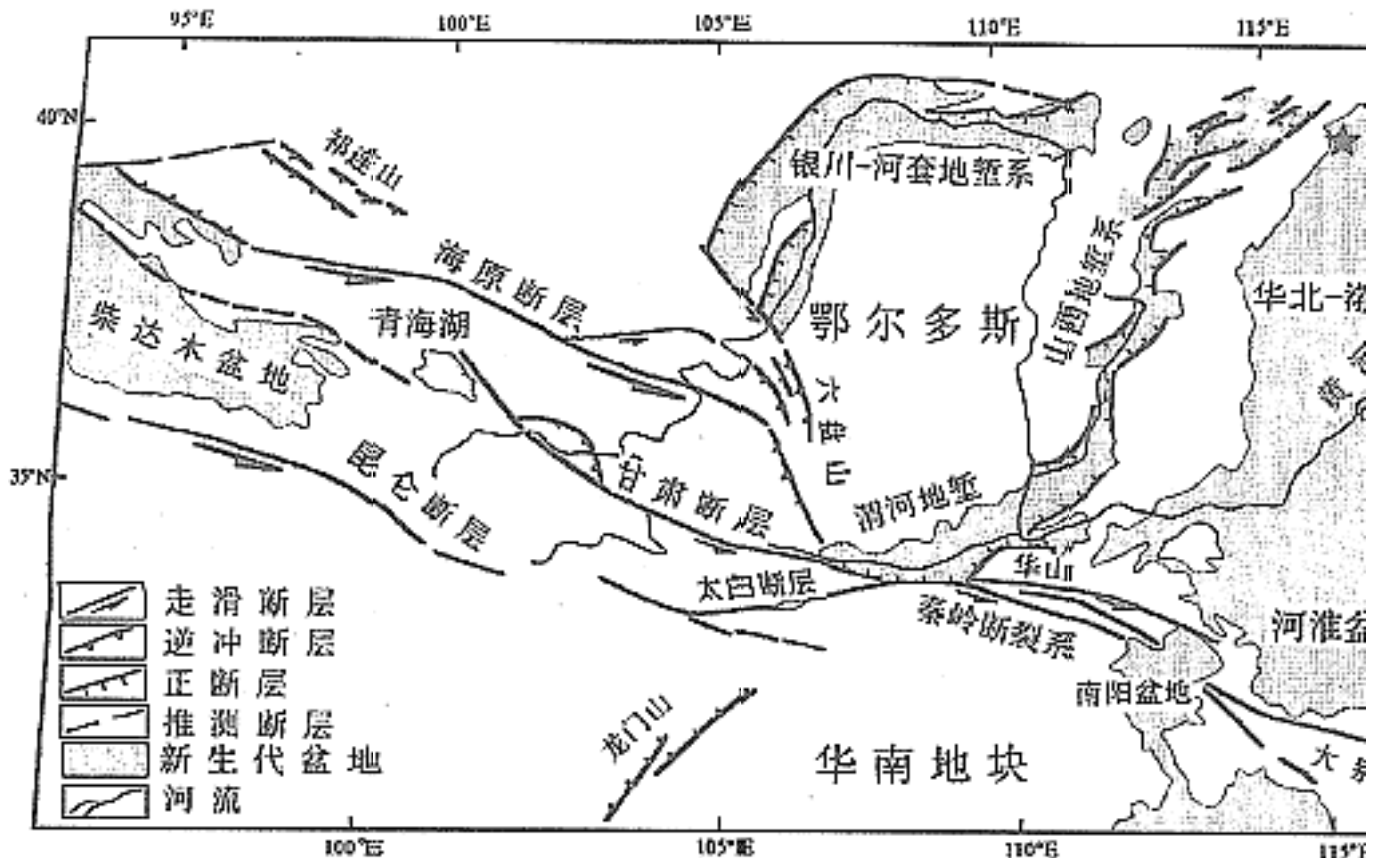 95°E 100°E 105°E 110°E 115°E
40°N
35°N
祁连山
银川-河套地堑系
海原断层
山西地堑系
鄂尔多斯
青海湖
柴达木盆地
六盘山
昆仑断层
甘肃断层
渭河地堑
太白断层
华山
秦岭断裂系
南阳盆地
龙门山
华南地块
走滑断层
逆冲断层
正断层
推测断层
新生代盆地
河流
华北-
黄
河淮盆
大
100°E 105°E 110°E 115°E